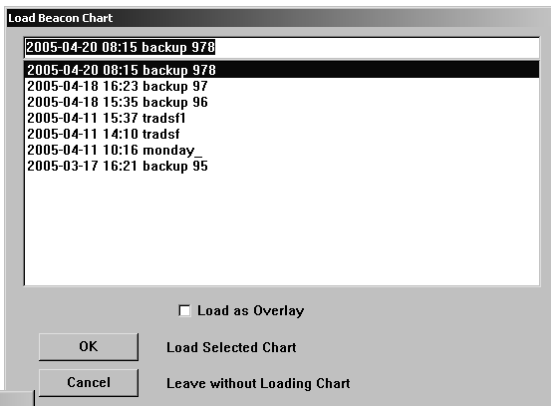 Load Beacon Chart
2005-04-20 08:15 backup 978
2005-04-20 08:15 backup 978
2005-04-18 16:23 backup 97
2005-04-18 15:35 backup 96
2005-04-11 15:37 tradsf1
2005-04-11 14:10 tradsf
2005-04-11 10:16 monday_
2005-03-17 16:21 backup 95
Load as Overlay
OK Load Selected Chart
Cancel Leave without Loading Chart